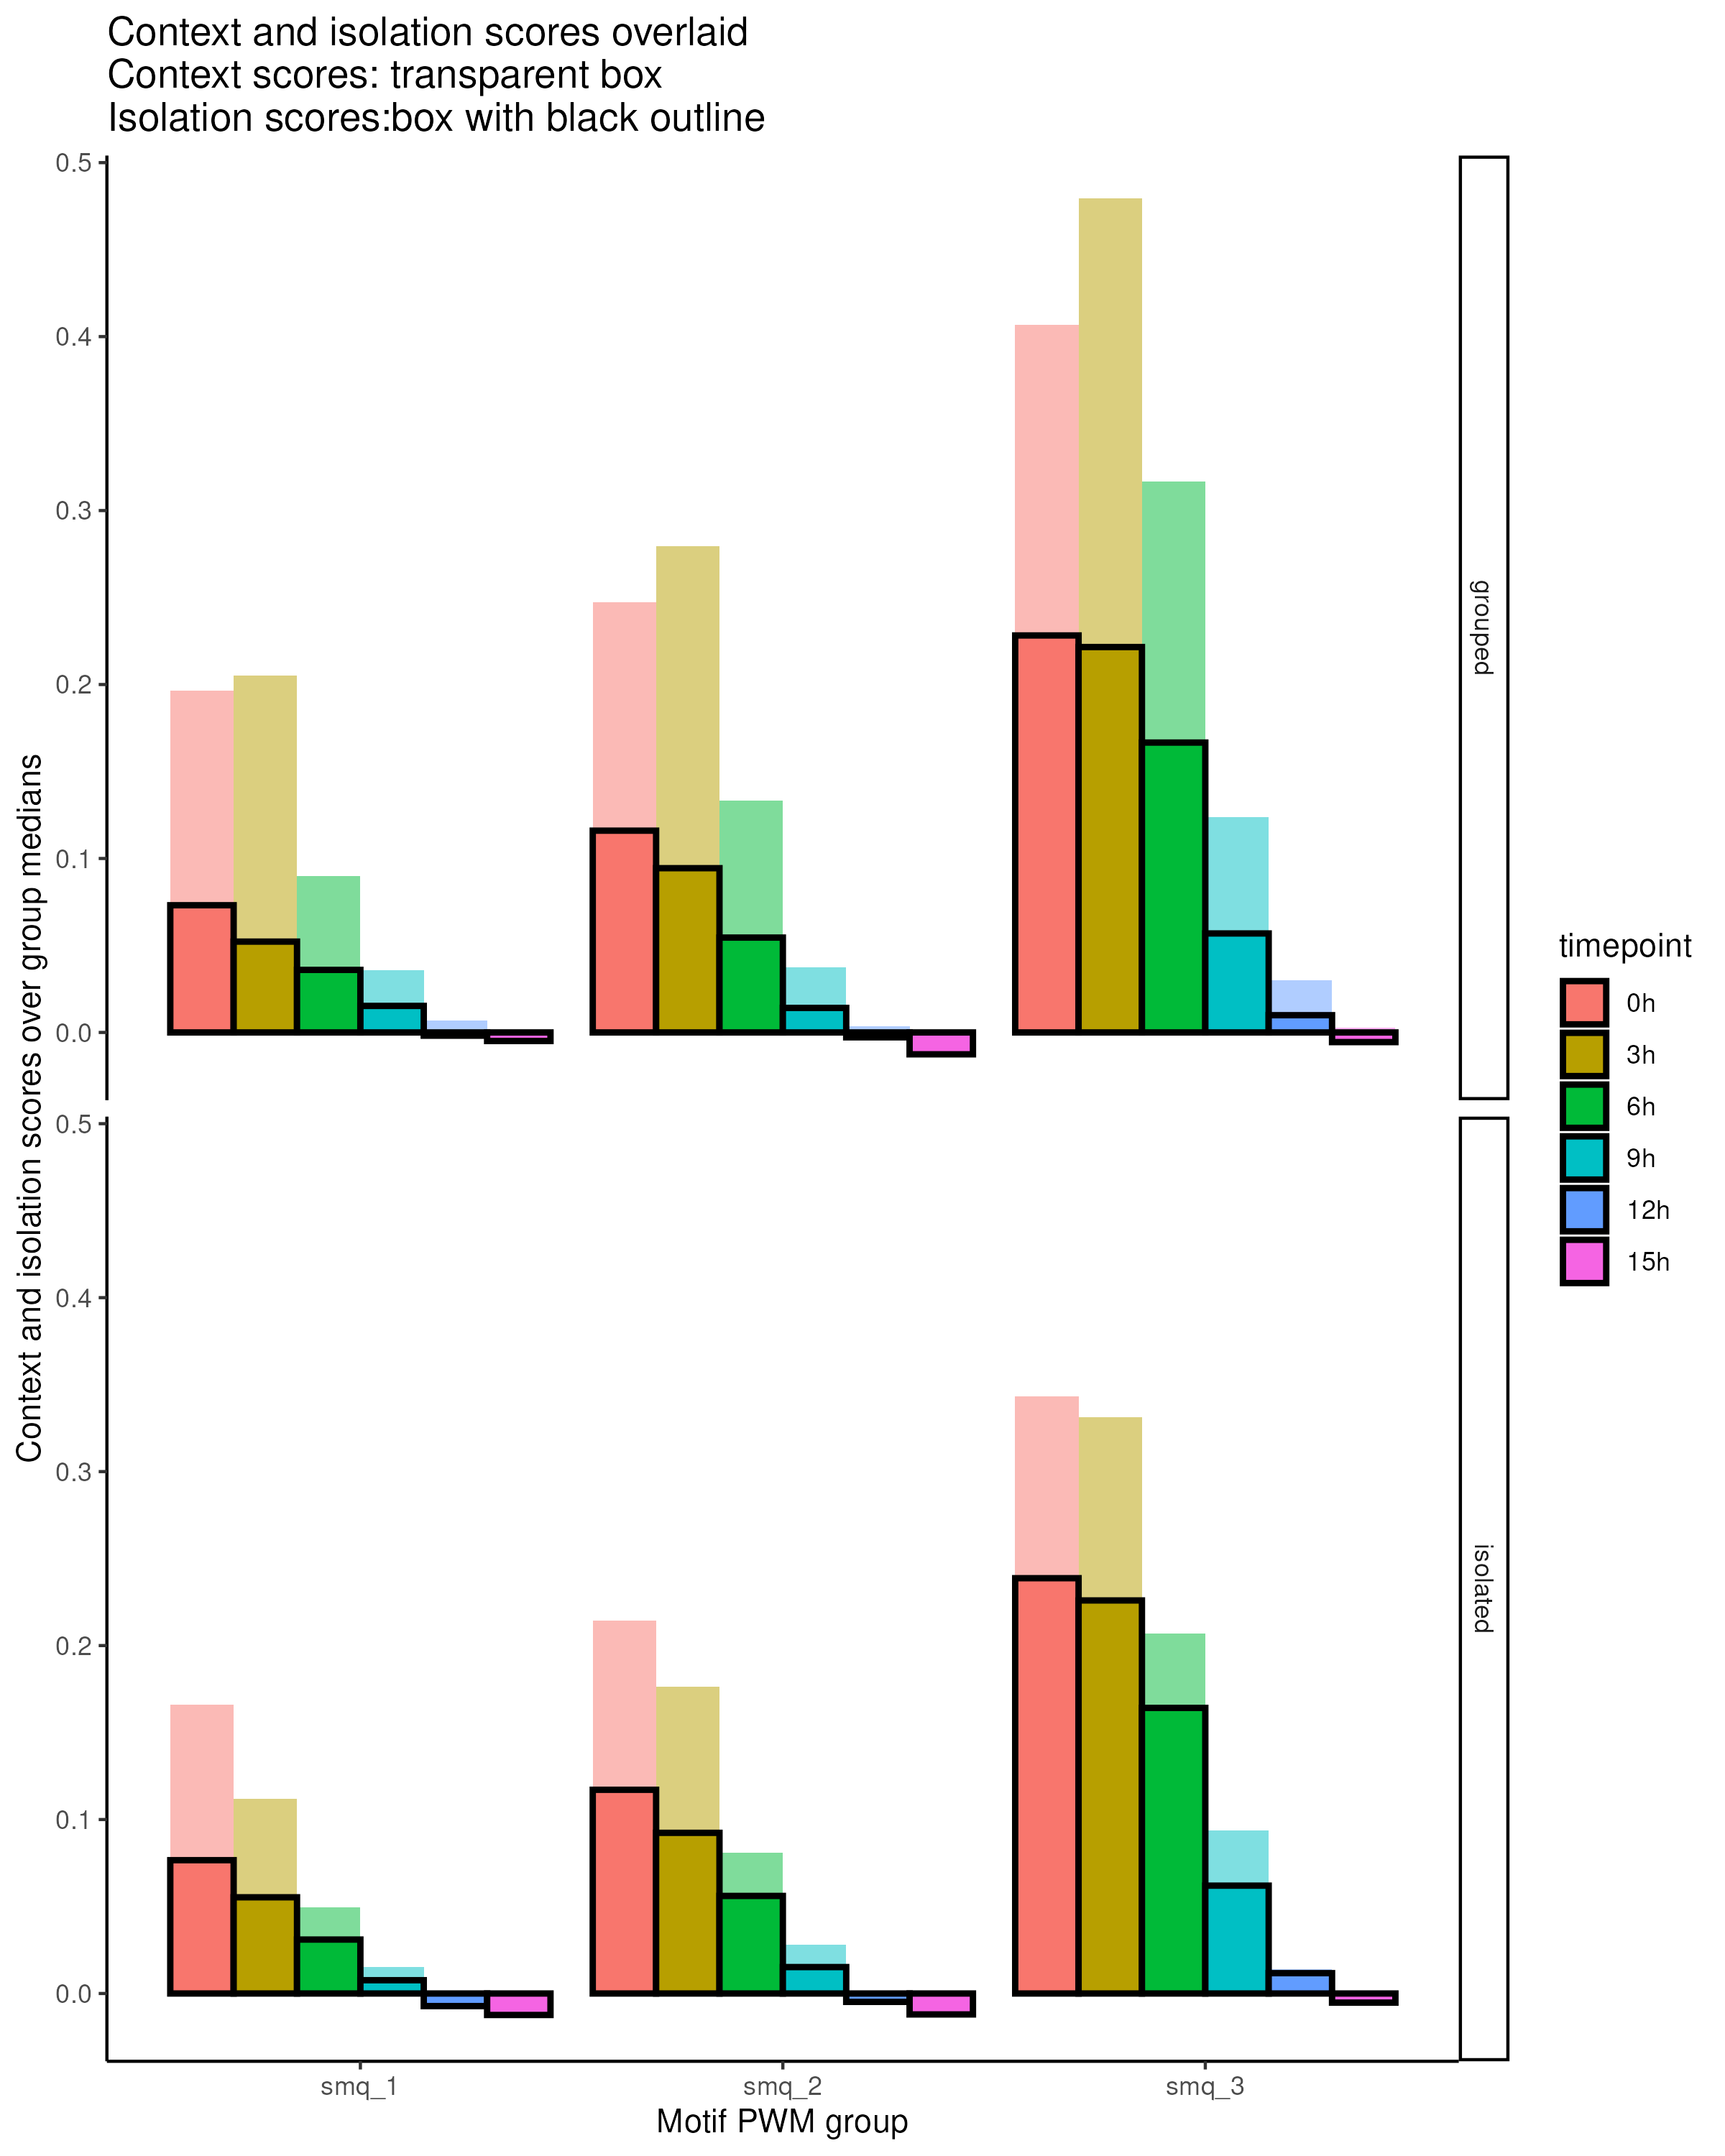 Context and isolation scores overlaid
Context scores: transparent box
Isolation scores:box with black outline
Context and isolation scores over group medians
0.5
0.4
0.3
0.2
0.1
0.0
grouped
0.5
0.4
0.3
0.2
0.1
0.0
isolated
smq_1
smq_2
smq_3
Motif PWM group
timepoint
0h
3h
6h
9h
12h
15h